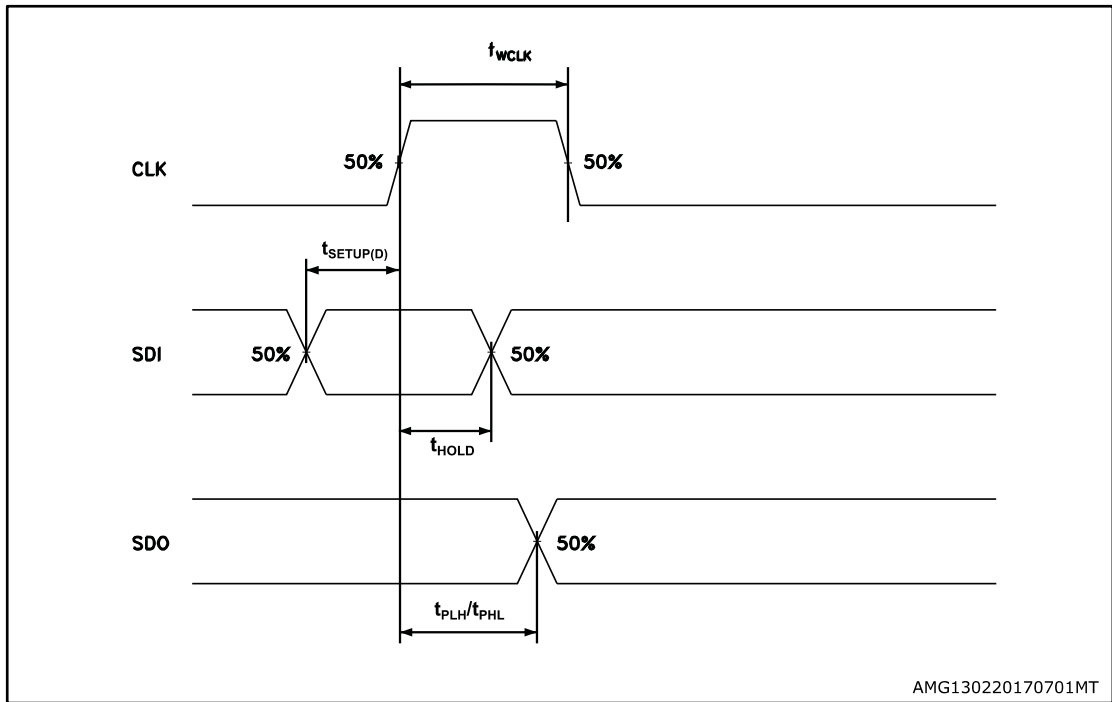 tWCLK
CLK 50% 50%
tSETUP(D)
SDI 50% 50%
tHOLD
SDO 50%
tPLH/tPHL
AMG130220170701MT